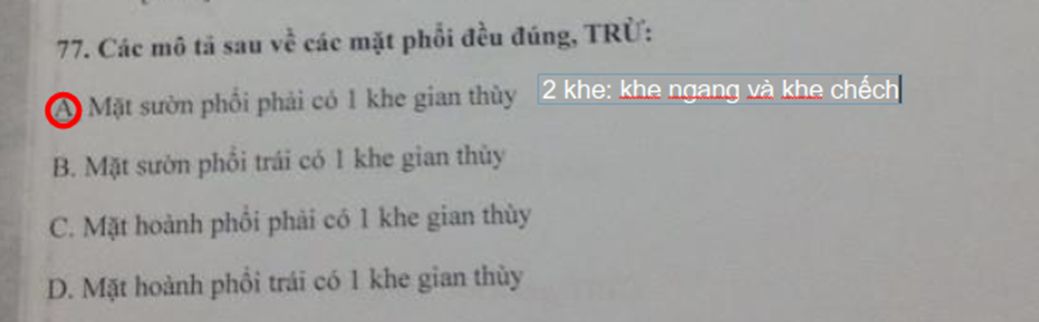 77. Các mô tả sau về các mặt phổi đều đúng, TRỪ:
A. Mặt sườn phổi phải có 1 khe gian thùy 2 khe: khe ngang và khe chếch
B. Mặt sườn phổi trái có 1 khe gian thùy
C. Mặt hoành phổi phải có 1 khe gian thùy
D. Mặt hoành phổi trái có 1 khe gian thùy